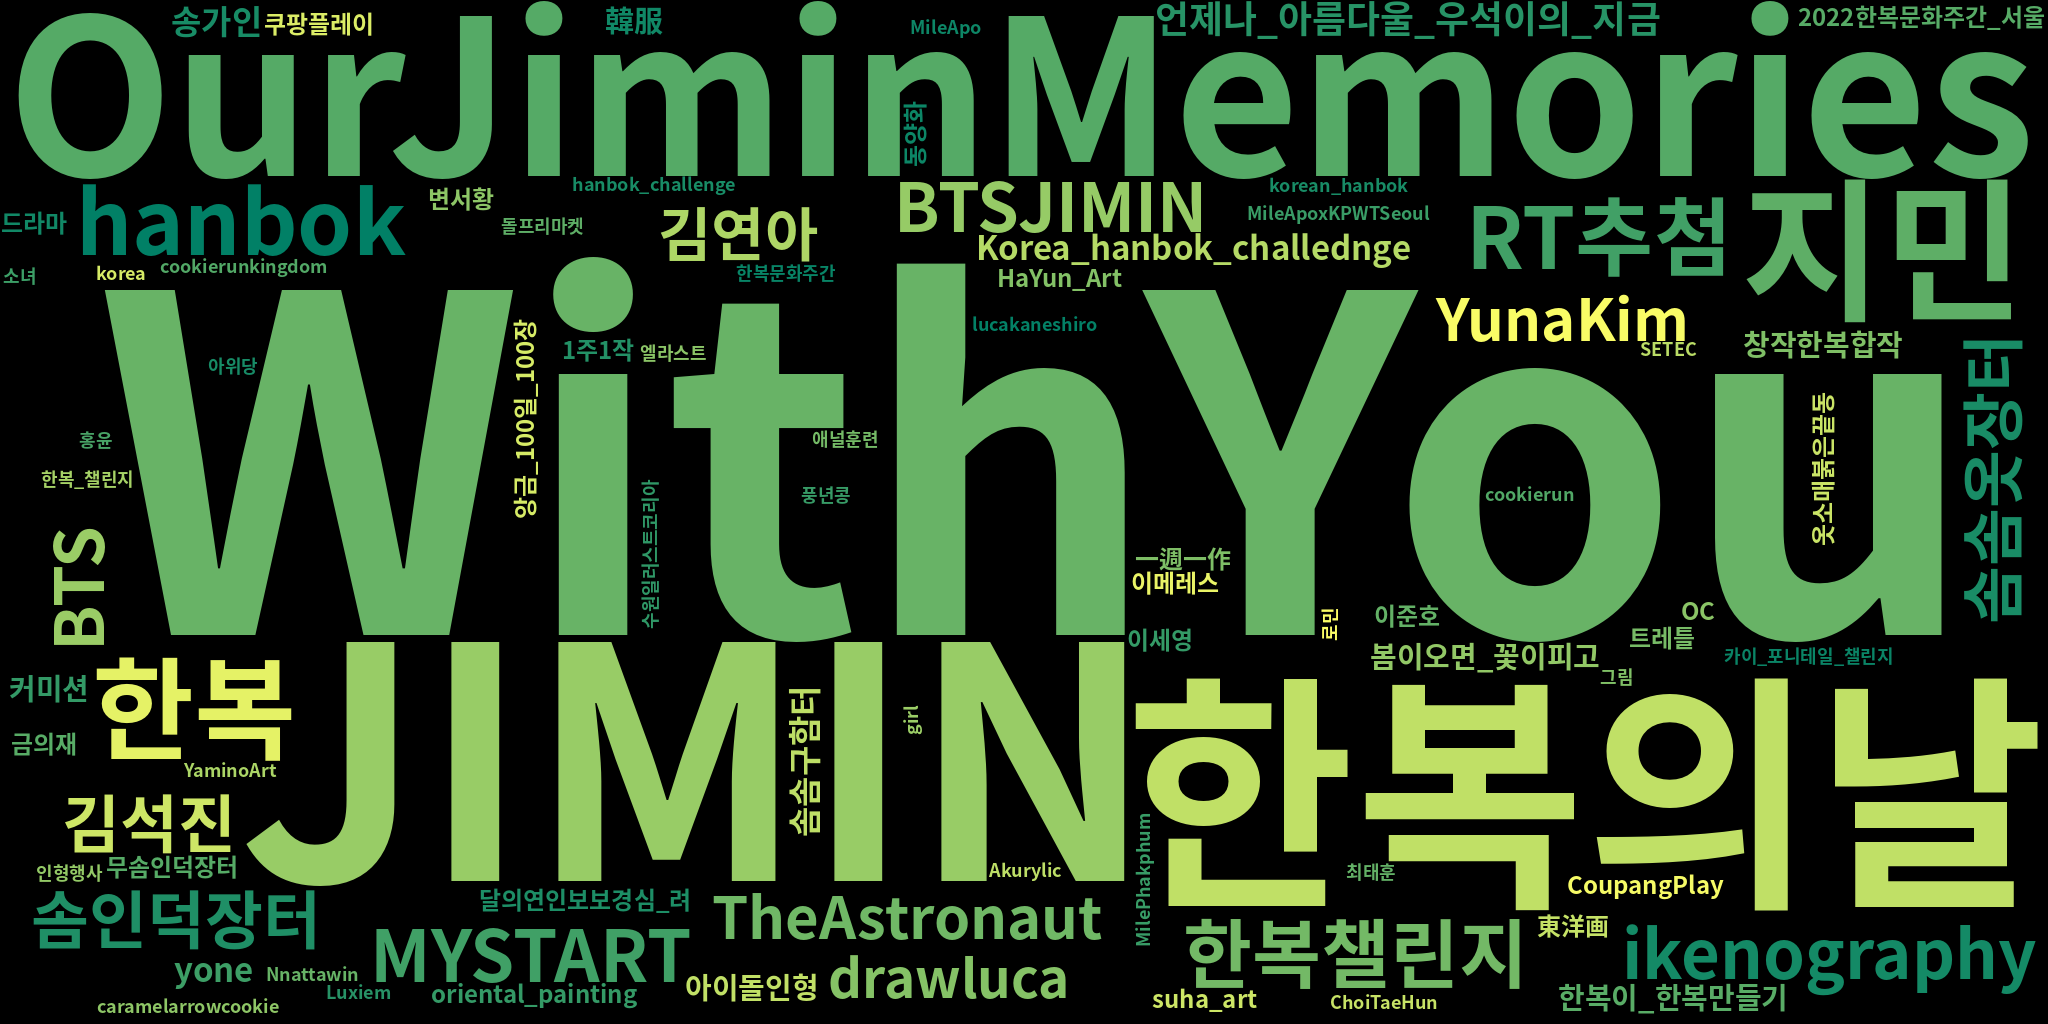 송가인
쿠팡플레이
韓服
MileApo
언제나_아름다울_우석이의_지금
2022한복문화주간_서울
OurJiminMemories
동양화
드라마
hanbok
변서황
hanbok_challenge
돌프리마켓
김연아
BTSJIMIN
korean_hanbok
MileApoxKPWTSeoul
RT추첨
지민
Korea_hanbok_challednge
소녀
korea
cookierunkingdom
한복문화주간
HaYun_Art
WithYou
YunaKim
SETEC
창작한복합작
lucakaneshiro
1주1작
엘라스트
아위당
앙금_100일_100장
솜솜옷장터
옷소매붉은끝동
홍윤
애널훈련
한복_챌린지
풍년콩
cookierun
수원일러스트코리아
BTS
一週一作
이메레스
로민
이준호
OC
이세영
트레틀
봄이오면_꽃이피고
카이_포니테일_챌린지
그림
커미션
한복
JIMIN
솜솜구함터
girl
한복의날
금의재
YaminoArt
김석진
인형행사
무솜인덕장터
Akurylic
MilePhakphum
최태훈
CoupangPlay
솜인덕장터
달의연인보보경심_려
TheAstronaut
한복챌린지
東洋画
ikenography
MYSTART
yone
Nnattawin
Luxiem
oriental_painting
아이돌인형
drawluca
suha_art
ChoiTaeHun
한복이_한복만들기
caramelarrowcookie